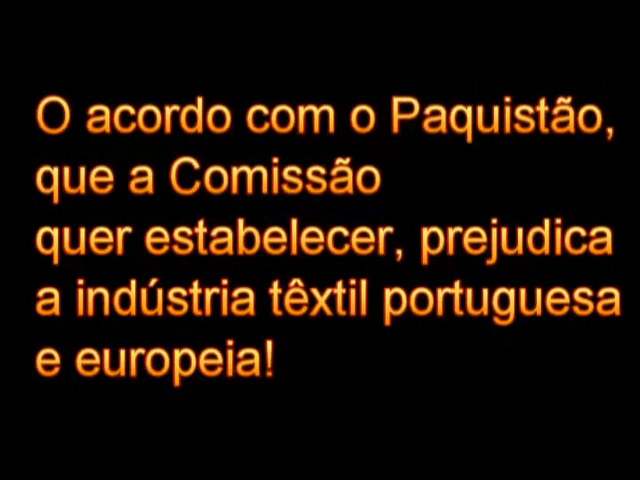 O acordo com o Paquistão,
que a Comissão
quer estabelecer, prejudica
a indústria têxtil portuguesa
e europeia!